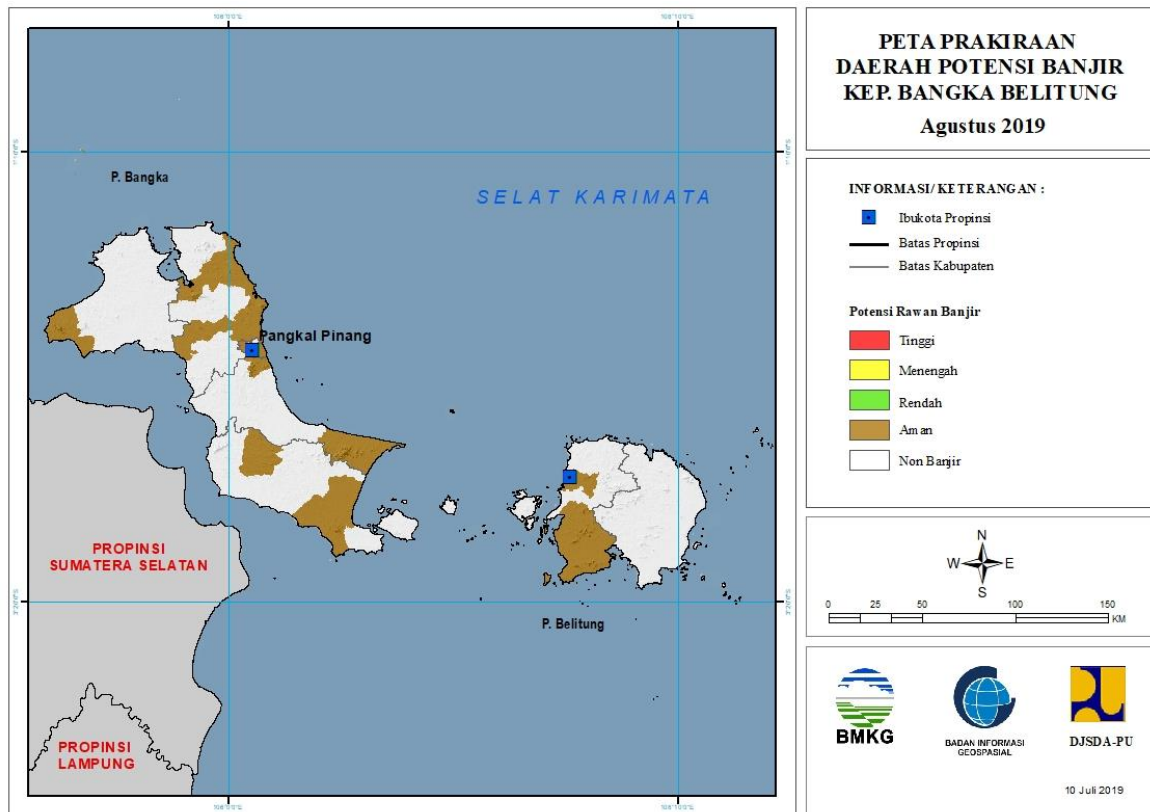 PETA PRAKIRAAN
DAERAH POTENSI BANJIR
KEP. BANGKA BELITUNG
Agustus 2019
P. Bangka
SELAT KARIMATA
Pangkal Pinang
PROPINSI
SUMATERA SELATAN
P. Belitung
PROPINSI
LAMPUNG
INFORMASI/ KETERANGAN :
Ibukota Propinsi
Batas Propinsi
Batas Kabupaten
Potensi Rawan Banjir
Tinggi
Menengah
Rendah
Aman
Non Banjir
N
W E
S
0 25 50 100 150
KM
BMKG
BADAN INFORMASI
GEOSPASIAL
DJSDA-PU
10 Juli 2019